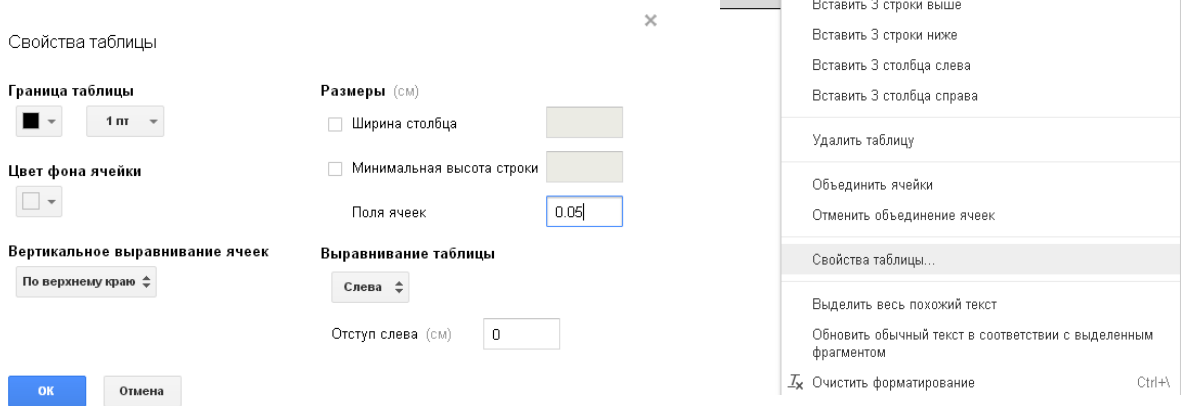 Свойства таблицы
×
Граница таблицы
1 пт
Цвет фона ячейки
Вертикальное выравнивание ячеек
По верхнему краю
Размеры (см)
Ширина столбца
Минимальная высота строки
Поля ячеек 0.05
Выравнивание таблицы
Слева
Отступ слева (см) 0
ОК Отмена
Вставить 3 строки выше
Вставить 3 строки ниже
Вставить 3 столбца слева
Вставить 3 столбца справа
Удалить таблицу
Объединить ячейки
Отменить объединение ячеек
Свойства таблицы...
Выделить весь похожий текст
Обновить обычный текст в соответствии с выделенным
фрагментом
Очистить форматирование Ctrl+\